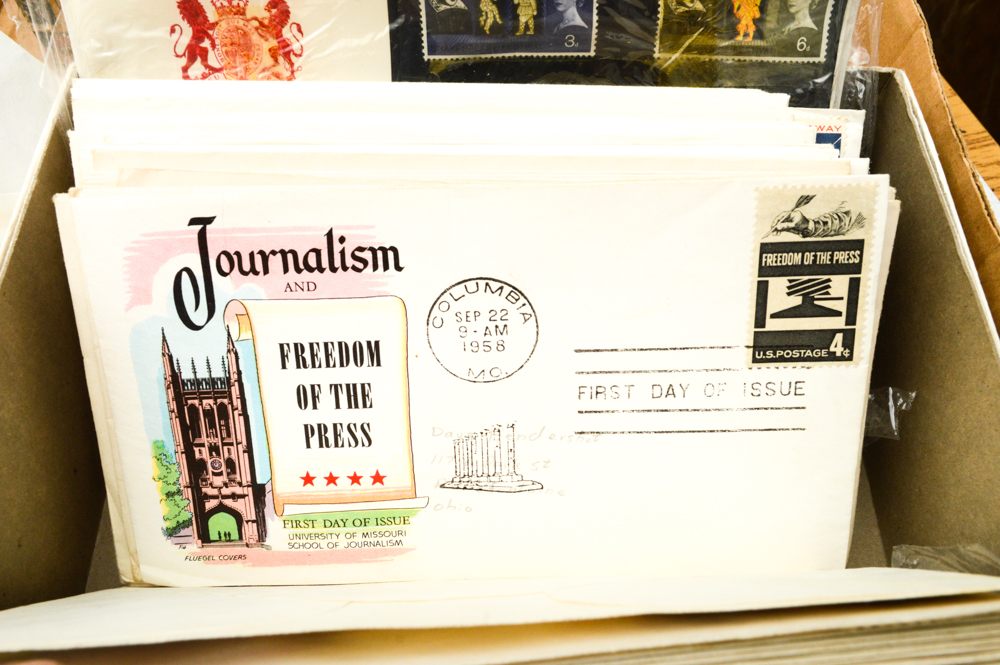 3d
6d
WAY
Journalism
AND
FREEDOM
OF THE
PRESS
FIRST DAY OF ISSUE
UNIVERSITY OF MISSOURI
SCHOOL OF JOURNALISM
FLUEGEL COVERS
COLUMBIA
SEP 22
9-AM
1958
MO.
FREEDOM OF THE PRESS
U.S. POSTAGE 4¢
FIRST DAY OF ISSUE
Ohio